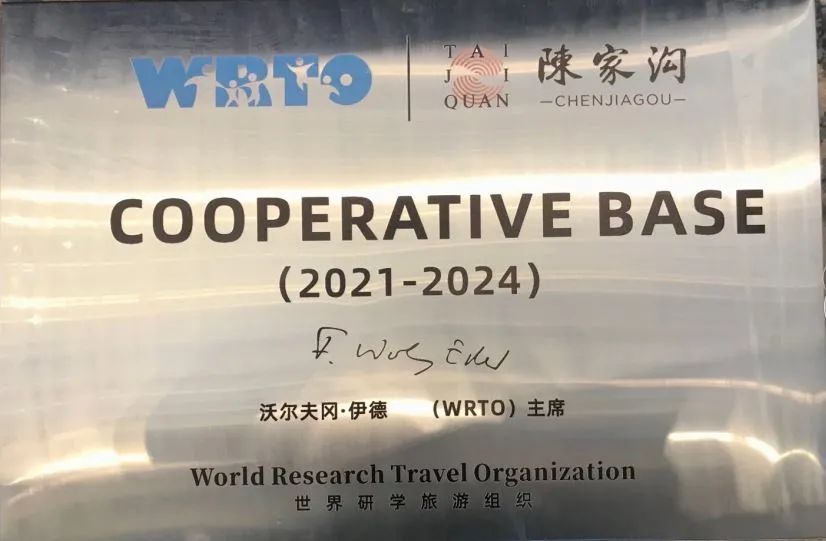 WRTO
TAI
JI
QUAN
陳家沟
—CHENJIAGOU—
COOPERATIVE BASE
(2021-2024)
沃尔夫冈·伊德 （WRTO）主席
World Research Travel Organization
世界研学旅游组织